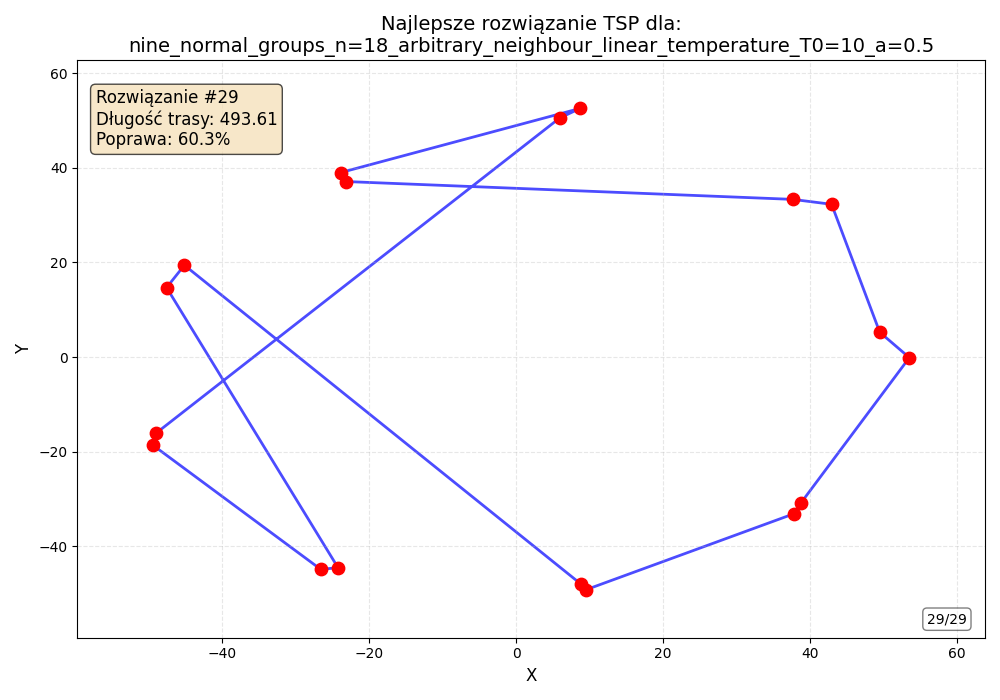 Najlepsze rozwiązanie TSP dla:
nine_normal_groups_n=18_arbitrary_neighbour_linear_temperature_T0=10_a=0.5
Rozwiązanie #29
Długość trasy: 493.61
Poprawa: 60.3%
60
40
20
0
−20
−40
Y
29/29
−40 −20 0 20 40 60
X